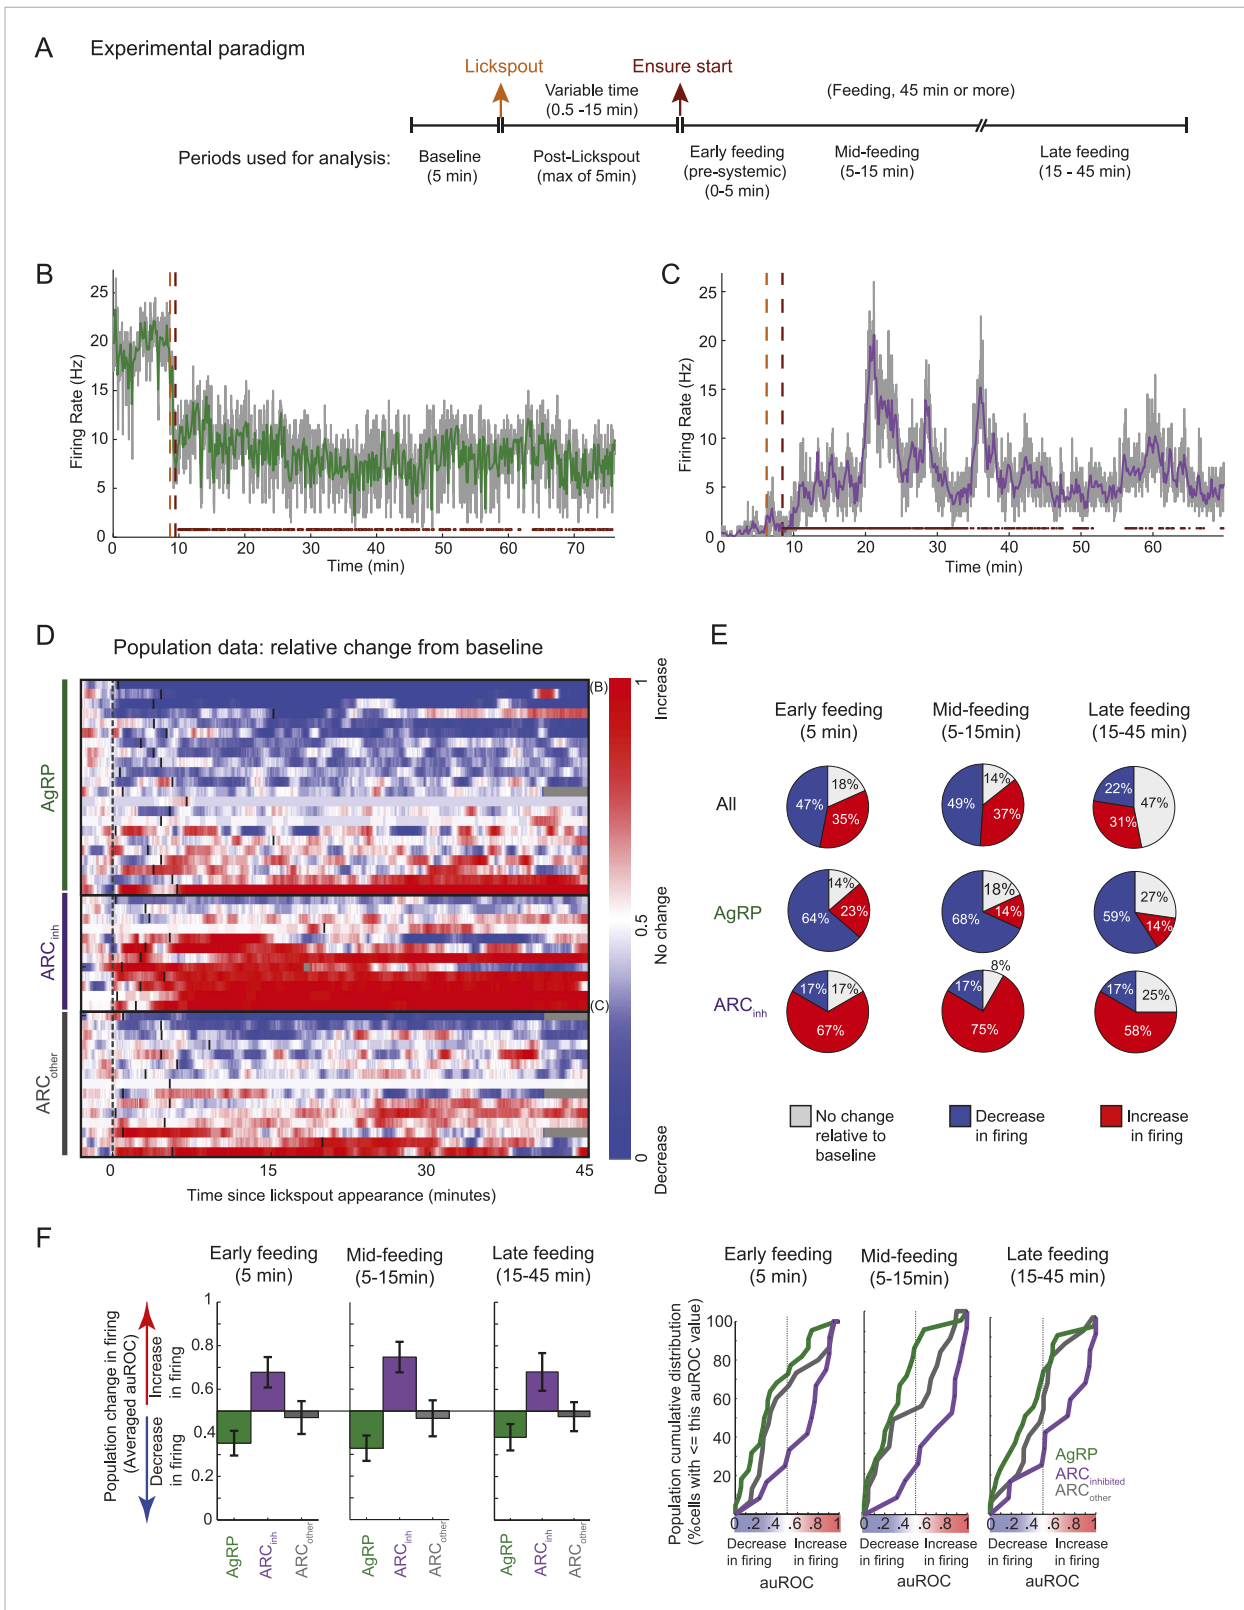 A
Experimental paradigm
Lickspout
Ensure start
Variable time
(0.5 -15 min)
(Feeding, 45 min or more)
Periods used for analysis:
Baseline
(5 min)
Post-Lickspout
(max of 5min)
Early feeding
(pre-systemic)
(0-5 min)
Mid-feeding
(5-15 min)
Late feeding
(15 - 45 min)
B
Firing Rate (Hz)
25
20
15
10
5
0
0 10 20 30 40 50 60 70
Time (min)
C
Firing Rate (Hz)
25
20
15
10
5
0
0 10 20 30 40 50 60
Time (min)
D
Population data: relative change from baseline
AgRP
ARCinh
ARCother
(B)
(C)
0 15 30 45
Time since lickspout appearance (minutes)
1
0.5
0
Increase
No change
Decrease
E
Early feeding
(5 min)
Mid-feeding
(5-15min)
Late feeding
(15-45 min)
All
18%
47%
35%
14%
49%
37%
22%
47%
31%
AgRP
14%
64%
23%
18%
68%
14%
27%
59%
14%
ARCinh
17%
17%
67%
8%
17%
75%
17%
25%
58%
No change
relative to
baseline
Decrease
in firing
Increase
in firing
F
Early feeding
(5 min)
Mid-feeding
(5-15min)
Late feeding
(15-45 min)
Population change in firing
(Averaged auROC)
Increase
in firing
Decrease
in firing
1
0.8
0.6
0.4
0.2
0
AgRP
ARCinh
ARCother
AgRP
ARCinh
ARCother
AgRP
ARCinh
ARCother
Early feeding
(5 min)
Mid-feeding
(5-15min)
Late feeding
(15-45 min)
Population cumulative distribution
(%cells with <= this auROC value)
100
80
60
40
20
AgRP
ARCinhibited
ARCother
0 .2 .4 .6 .8 1
0 .2 .4 .6 .8 1
0 .2 .4 .6 .8 1
Decrease
in firing
Increase
in firing
Decrease
in firing
Increase
in firing
Decrease
in firing
Increase
in firing
auROC
auROC
auROC